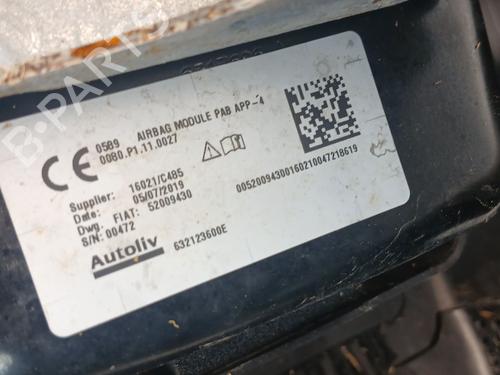 CE 0589 AIRBAG MODULE PAB APP-4
0080.P1.11.0027
Supplier: 16021/C485
Date: 05/07/2019
Dwg. FIAT: 52009430
S/N: 00472
Autoliv 632123600E
00520094300160210047218619
B-Parts